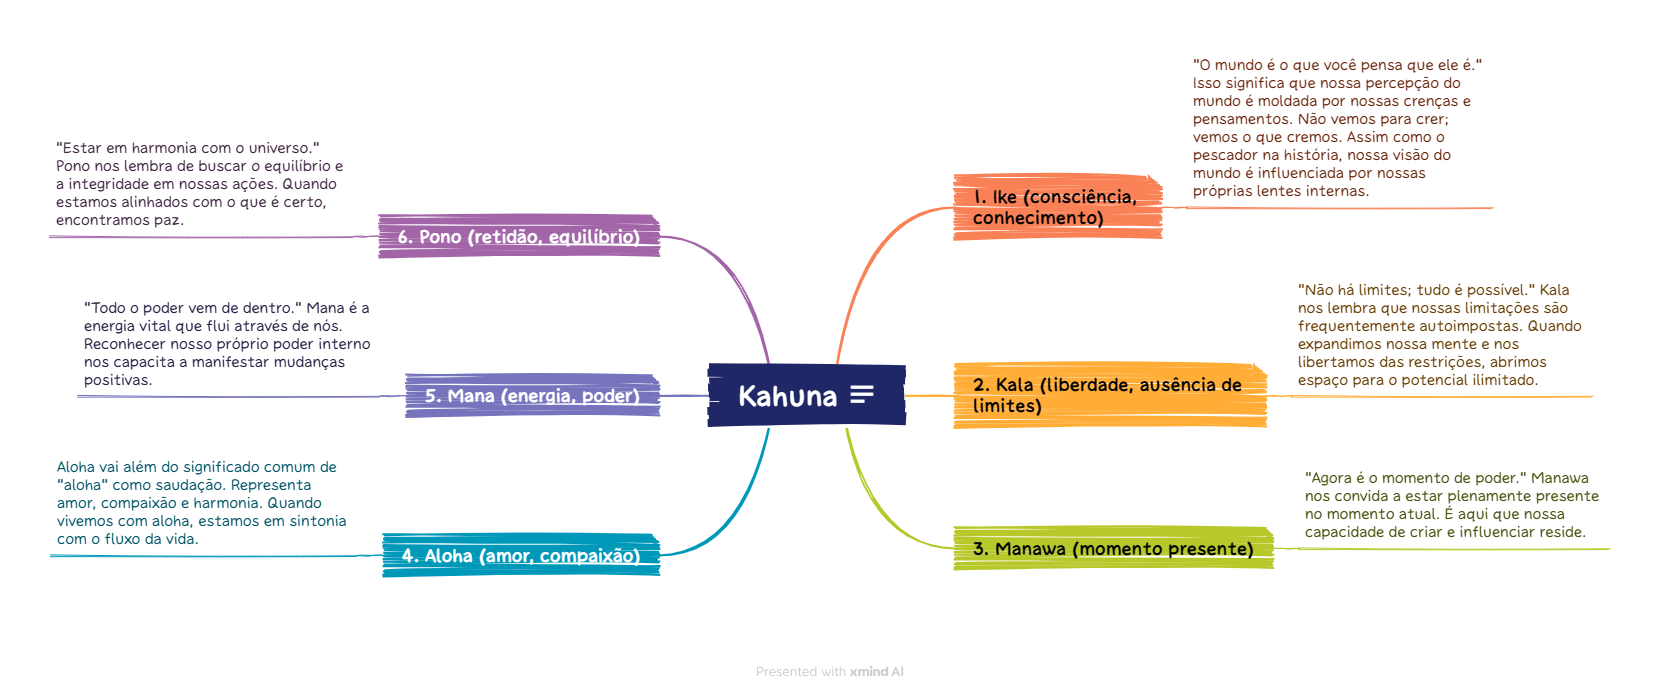 Kahuna
1. Ike (consciência,
conhecimento)
"O mundo é o que você pensa que ele é."
Isso significa que nossa percepção do
mundo é moldada por nossas crenças e
pensamentos. Não vemos para crer;
vemos o que cremos. Assim como o
pescador na história, nossa visão do
mundo é influenciada por nossas
próprias lentes internas.
2. Kala (liberdade, ausência de
limites)
"Não há limites; tudo é possível." Kala
nos lembra que nossas limitações são
frequentemente autoimpostas. Quando
expandimos nossa mente e nos
libertamos das restrições, abrimos
espaço para o potencial ilimitado.
3. Manawa (momento presente)
"Agora é o momento de poder." Manawa
nos convida a estar plenamente presente
no momento atual. É aqui que nossa
capacidade de criar e influenciar reside.
4. Aloha (amor, compaixão)
Aloha vai além do significado comum de
"aloha" como saudação. Representa
amor, compaixão e harmonia. Quando
vivemos com aloha, estamos em sintonia
com o fluxo da vida.
5. Mana (energia, poder)
"Todo o poder vem de dentro." Mana é a
energia vital que flui através de nós.
Reconhecer nosso próprio poder interno
nos capacita a manifestar mudanças
positivas.
6. Pono (retidão, equilíbrio)
"Estar em harmonia com o universo."
Pono nos lembra de buscar o equilíbrio e
a integridade em nossas ações. Quando
estamos alinhados com o que é certo,
encontramos paz.
Presented with xmind AI